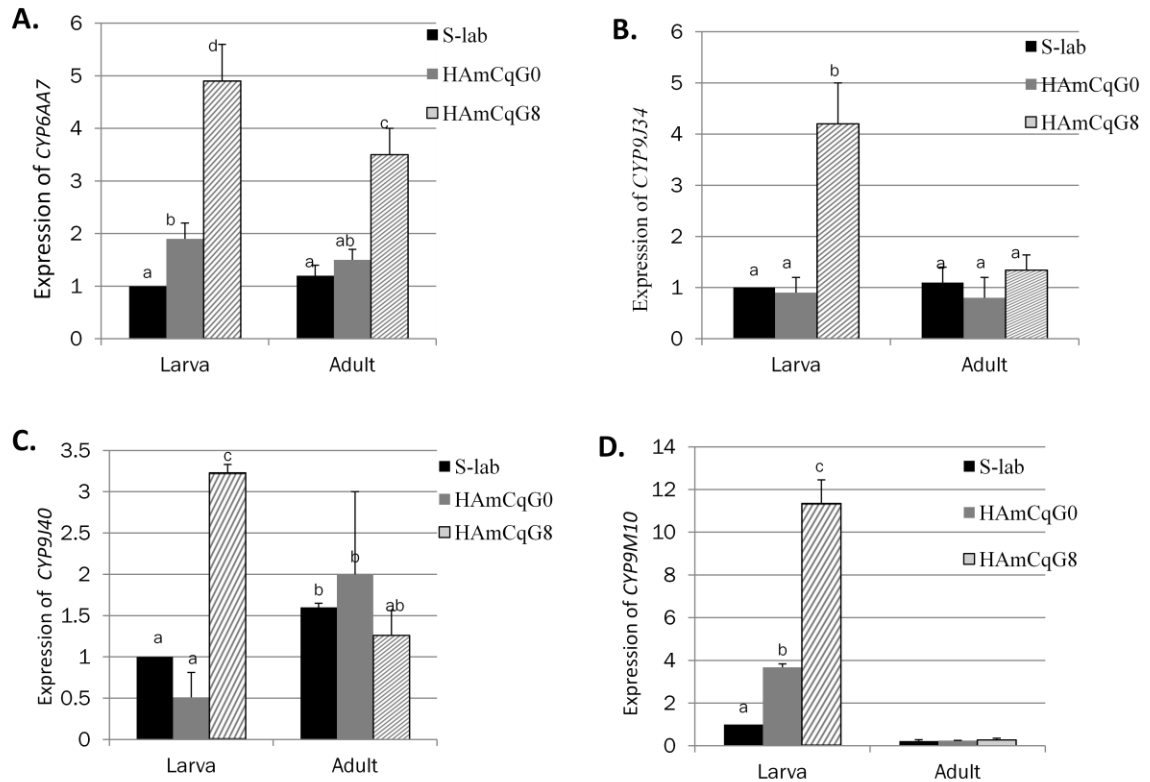 A.
Expression of CYP6AA7
6
5
4
3
2
1
0
a
b
d
a
ab
c
Larva
Adult
S-lab
HAmCqG0
HAmCqG8
B.
Expression of CYP9J34
6
5
4
3
2
1
0
a
a
b
a
a
a
Larva
Adult
S-lab
HAmCqG0
HAmCqG8
C.
Expression of CYP9J40
3.5
3
2.5
2
1.5
1
0.5
0
a
a
c
b
b
ab
Larva
Adult
S-lab
HAmCqG0
HAmCqG8
D.
Expression of CYP9M10
14
12
10
8
6
4
2
0
a
b
c
Larva
Adult
S-lab
HAmCqG0
HAmCqG8